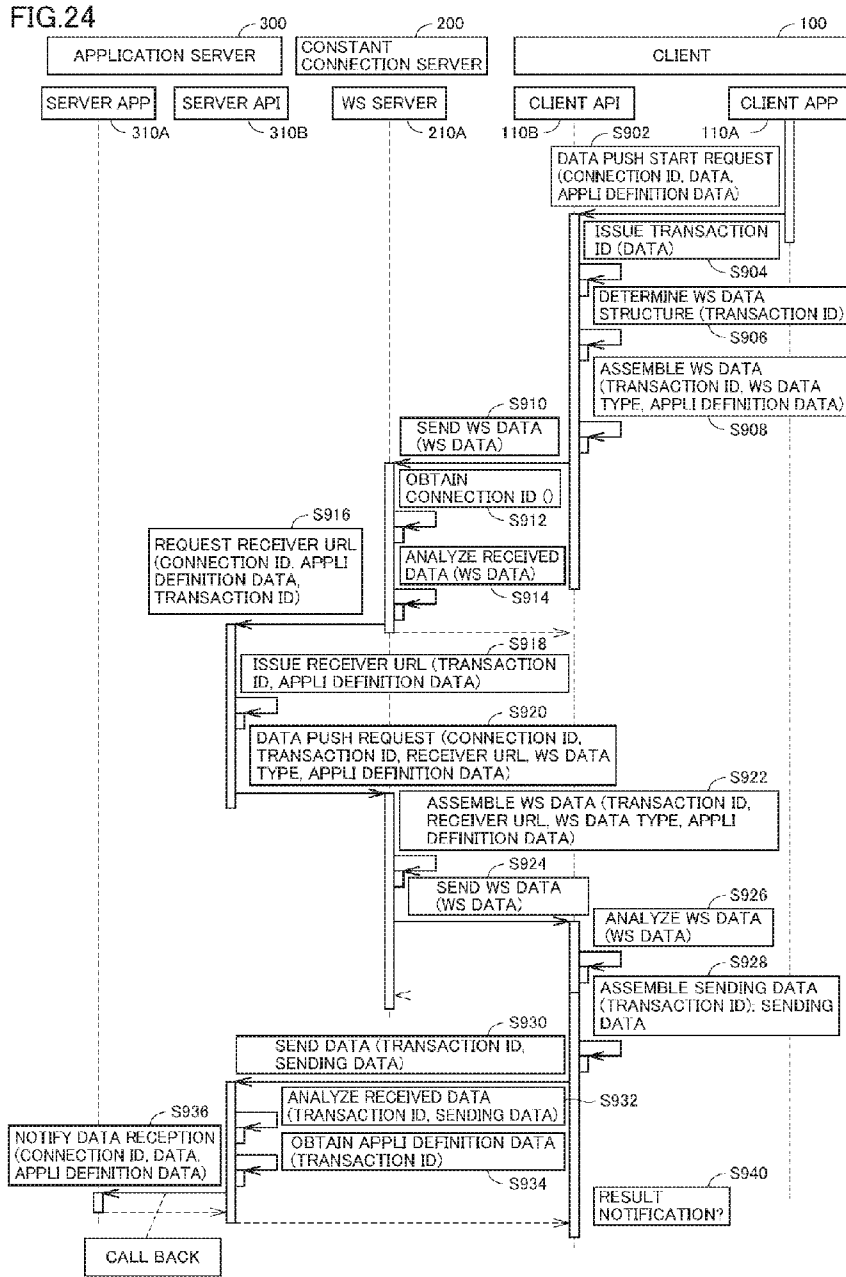 FIG.24
300
200
100
APPLICATION SERVER
CONSTANT
CONNECTION SERVER
CLIENT
SERVER APP
SERVER API
WS SERVER
CLIENT API
CLIENT APP
310A
310B
210A
110B
110A
S902
DATA PUSH START REQUEST
(CONNECTION ID, DATA,
APPLI DEFINITION DATA)
ISSUE TRANSACTION
ID (DATA)
S904
DETERMINE WS DATA
STRUCTURE (TRANSACTION ID)
S906
ASSEMBLE WS DATA
(TRANSACTION ID, WS DATA
TYPE, APPLI DEFINITION DATA)
S908
S910
SEND WS DATA
(WS DATA)
OBTAIN
CONNECTION ID ()
S912
S916
REQUEST RECEIVER URL
(CONNECTION ID, APPLI
DEFINITION DATA,
TRANSACTION ID)
ANALYZE RECEIVED
DATA (WS DATA)
S914
S918
ISSUE RECEIVER URL (TRANSACTION
ID, APPLI DEFINITION DATA)
S920
DATA PUSH REQUEST (CONNECTION ID,
TRANSACTION ID, RECEIVER URL, WS DATA
TYPE, APPLI DEFINITION DATA)
S922
ASSEMBLE WS DATA (TRANSACTION ID,
RECEIVER URL, WS DATA TYPE, APPLI
DEFINITION DATA)
S924
SEND WS DATA
(WS DATA)
S926
ANALYZE WS DATA
(WS DATA)
S928
ASSEMBLE SENDING DATA
(TRANSACTION ID): SENDING
DATA
S930
SEND DATA (TRANSACTION ID,
SENDING DATA)
ANALYZE RECEIVED DATA
(TRANSACTION ID, SENDING DATA)
S932
S936
NOTIFY DATA RECEPTION
(CONNECTION ID, DATA,
APPLI DEFINITION DATA)
OBTAIN APPLI DEFINITION DATA
(TRANSACTION ID)
S934
S940
RESULT
NOTIFICATION?
CALL BACK